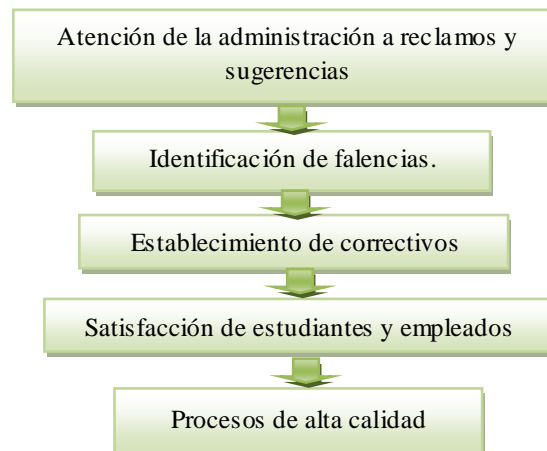 Atención de la administración a reclamos y
sugerencias
Identificación de falencias.
Establecimiento de correctivos
Satisfacción de estudiantes y empleados
Procesos de alta calidad